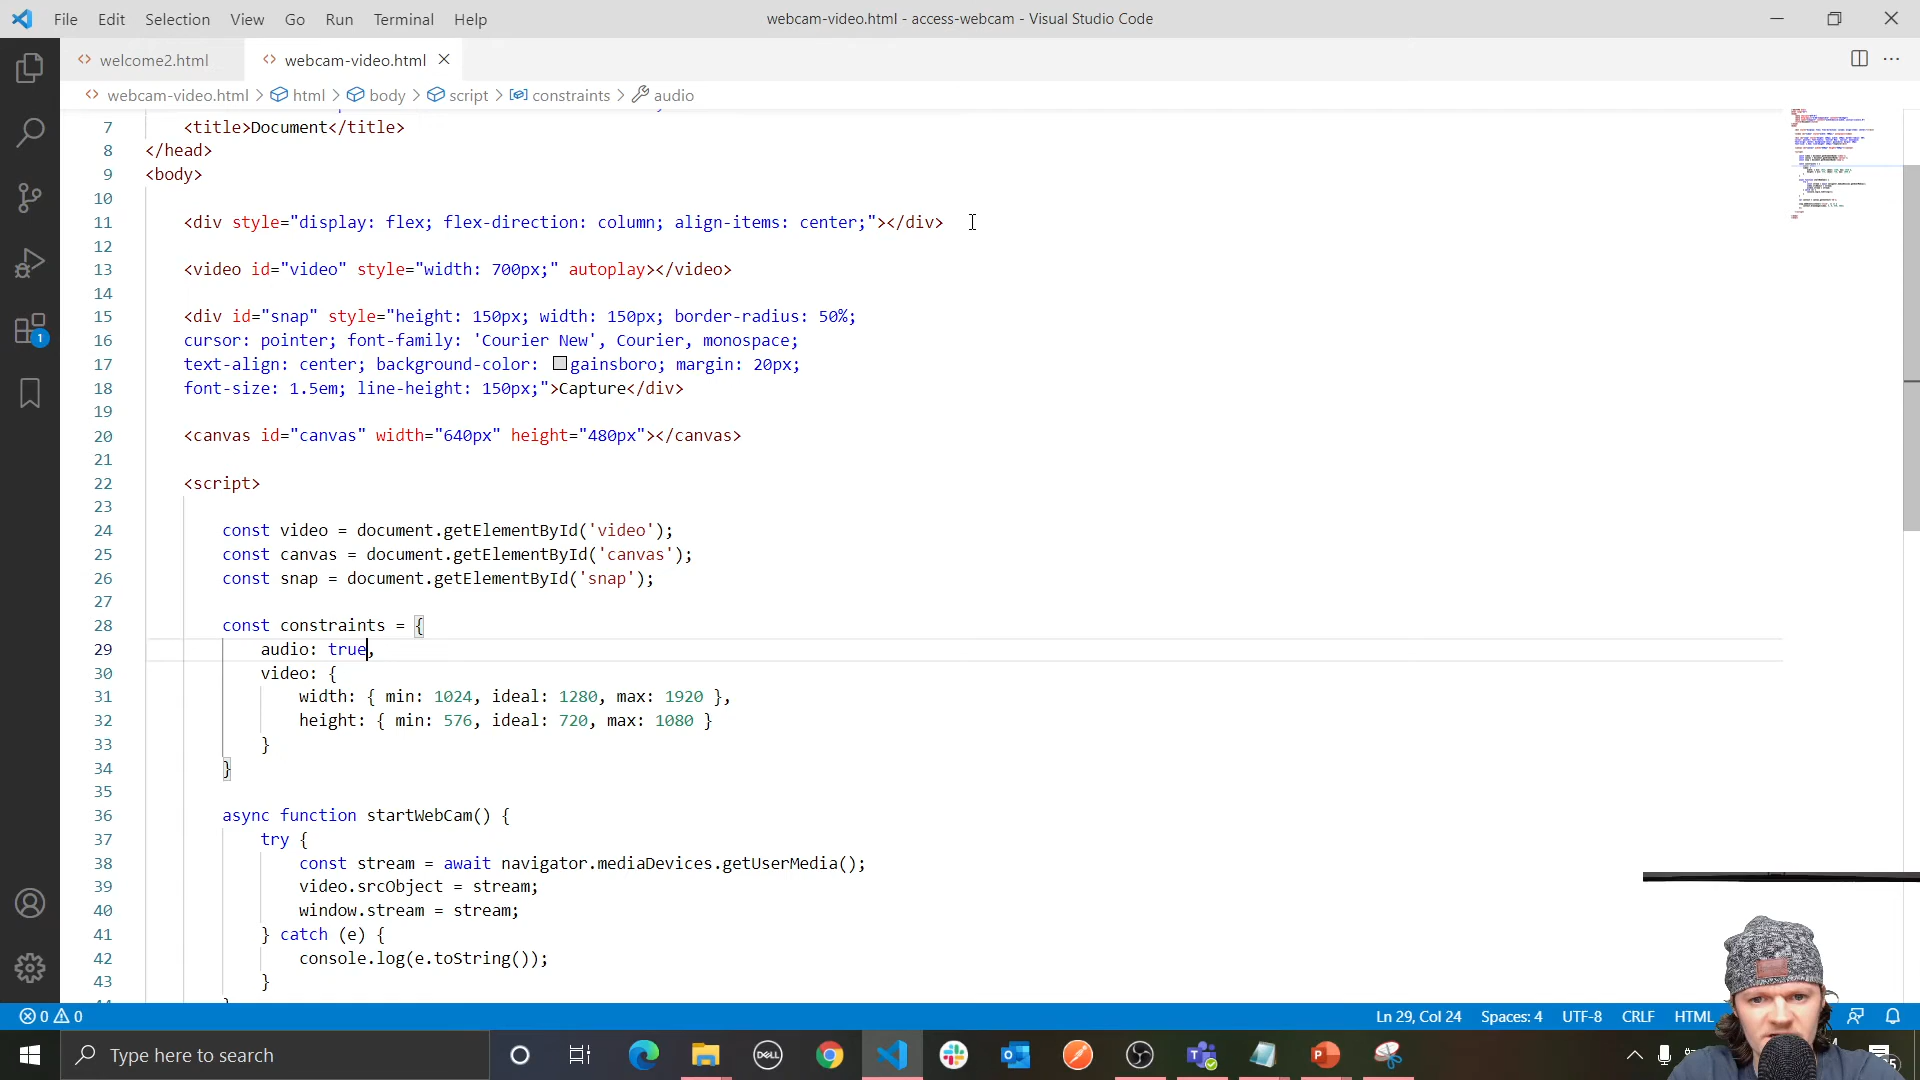 File Edit Selection View Go Run Terminal Help
webcam-video.html - access-webcam - Visual Studio Code
welcome2.html
webcam-video.html
webcam-video.html > html > body > script > constraints > audio
7 <title>Document</title>
8 </head>
9 <body>
10
11 <div style="display: flex; flex-direction: column; align-items: center;"></div>
12
13 <video id="video" style="width: 700px;" autoplay></video>
14
15 <div id="snap" style="height: 150px; width: 150px; border-radius: 50%;
16 cursor: pointer; font-family: 'Courier New', Courier, monospace;
17 text-align: center; background-color: gainsboro; margin: 20px;
18 font-size: 1.5em; line-height: 150px;">Capture</div>
19
20 <canvas id="canvas" width="640px" height="480px"></canvas>
21
22 <script>
23
24 const video = document.getElementById('video');
25 const canvas = document.getElementById('canvas');
26 const snap = document.getElementById('snap');
27
28 const constraints = {
29 audio: true,
30 video: {
31 width: { min: 1024, ideal: 1280, max: 1920 },
32 height: { min: 576, ideal: 720, max: 1080 }
33 }
34 }
35
36 async function startWebCam() {
37 try {
38 const stream = await navigator.mediaDevices.getUserMedia();
39 video.srcObject = stream;
40 window.stream = stream;
41 } catch (e) {
42 console.log(e.toString());
43 }
1
0 0
Ln 29, Col 24 Spaces: 4 UTF-8 CRLF HTML
Type here to search
DELL